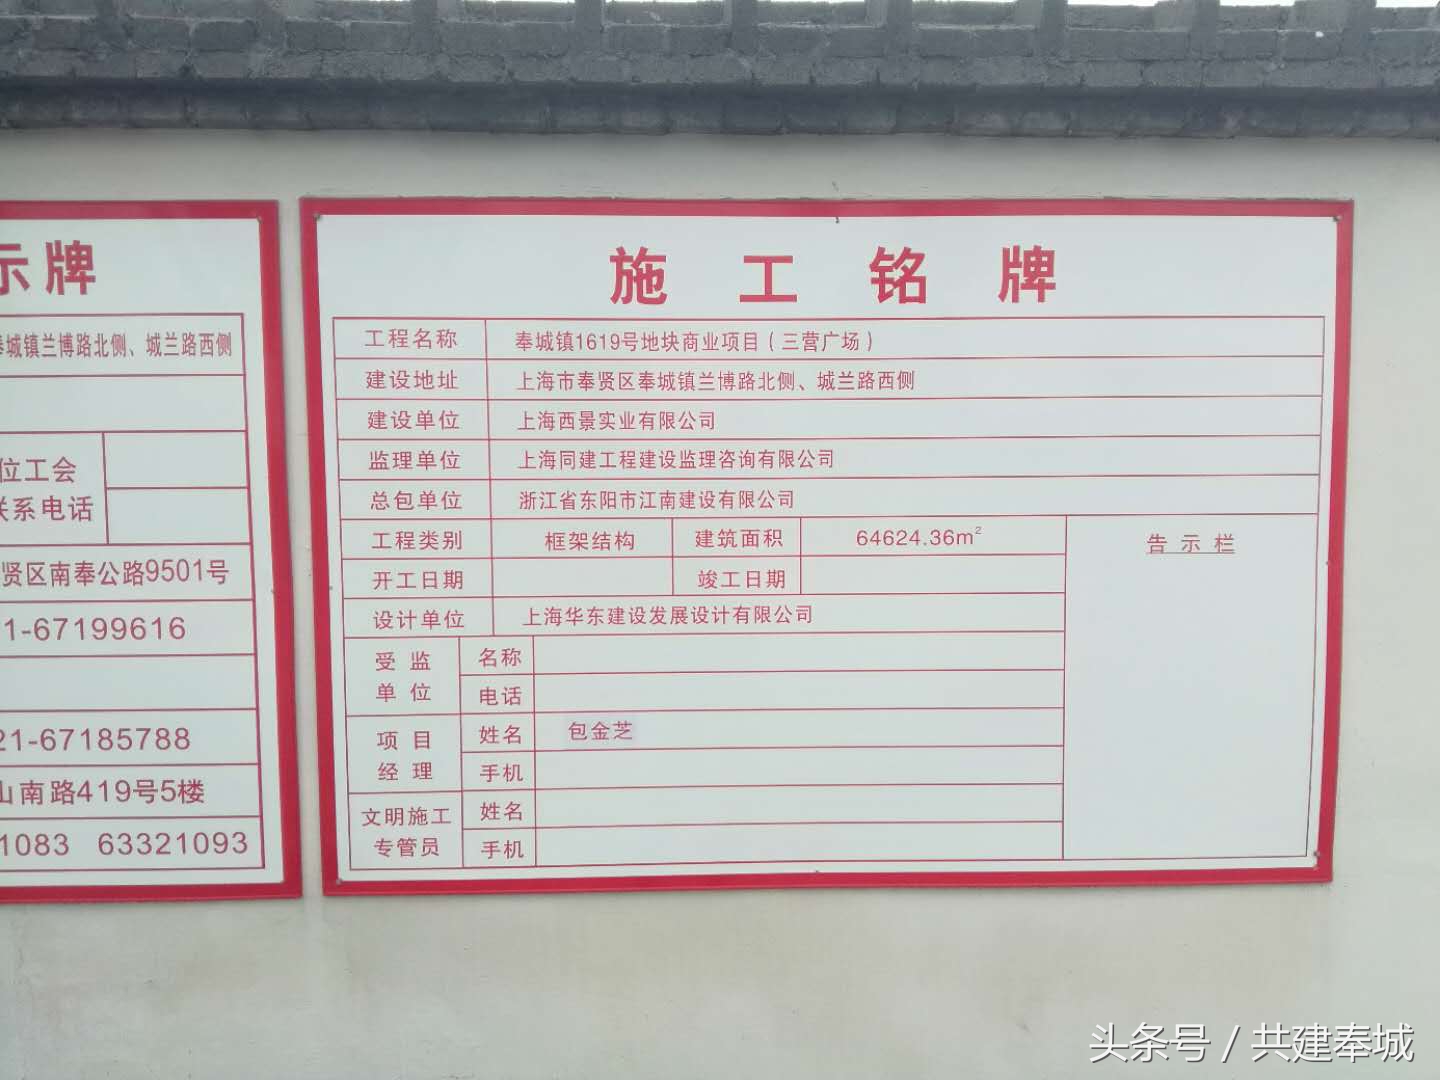 示牌
城镇兰博路北侧、城兰路西侧
位工会
联系电话
贤区南奉公路9501号
1-67199616
21-67185788
山南路419号5楼
1083 63321093
施工铭牌
工程名称 奉城镇1619号地块商业项目（三营广场）
建设地址 上海市奉贤区奉城镇兰博路北侧、城兰路西侧
建设单位 上海西景实业有限公司
监理单位 上海同建工程建设监理咨询有限公司
总包单位 浙江省东阳市江南建设有限公司
工程类别 框架结构 建筑面积 64624.36m²
告示栏
开工日期 竣工日期
设计单位 上海华东建设发展设计有限公司
受监
单位
名称
电话
项目
经理
姓名 包金芝
手机
文明施工
专管员
姓名
手机
头条号 / 共建奉城